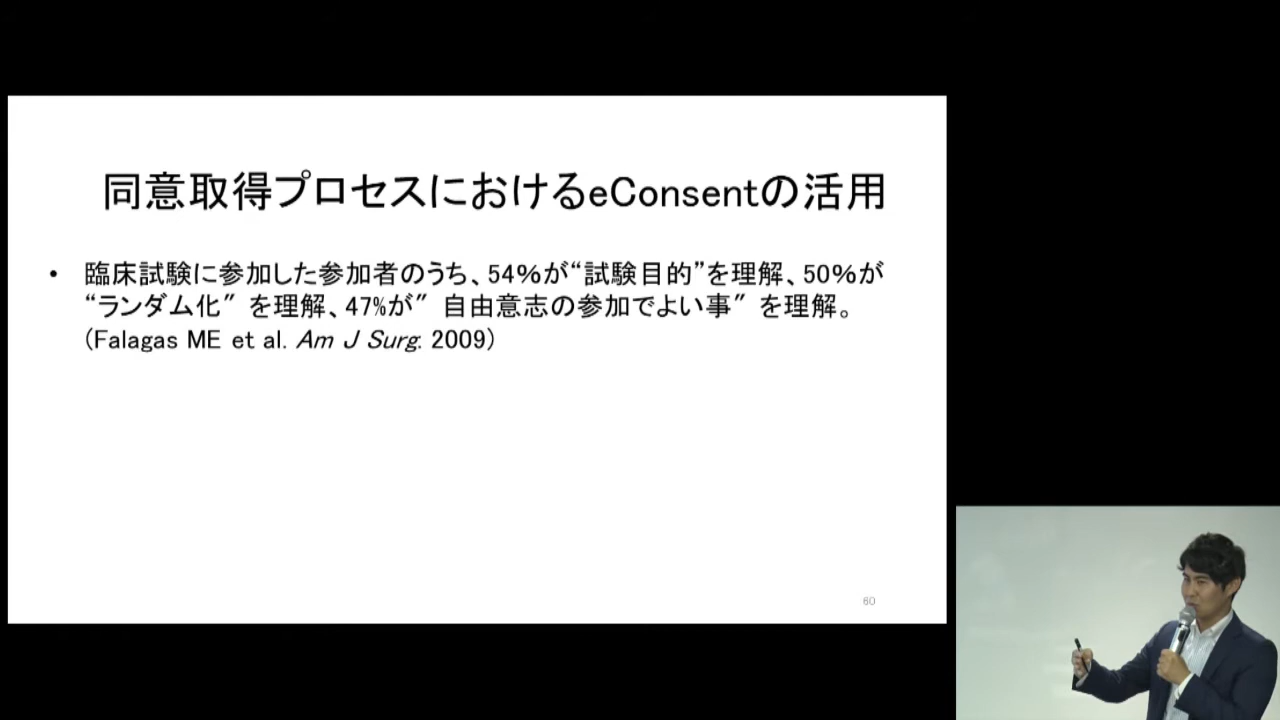 同意取得プロセスにおけるeConsentの活用
• 臨床試験に参加した参加者のうち、54%が“試験目的”を理解、50%が
“ランダム化” を理解、47%が” 自由意志の参加でよい事” を理解。
(Falagas ME et al. Am J Surg. 2009)
60